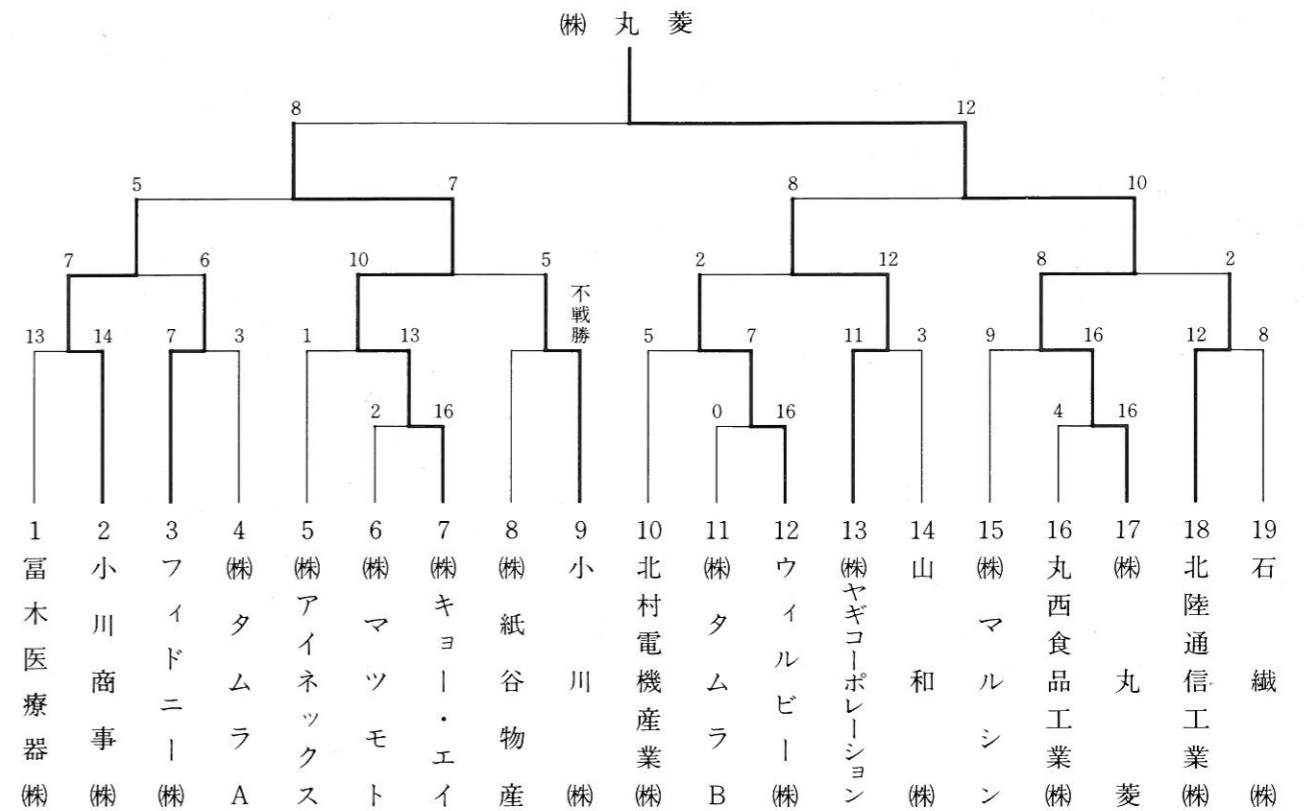 ㈱丸菱
8 12
5 7 8 10
7 6 10 5 2 12 8 2
不戦勝
13 14 7 3 1 13 5 7 11 3 9 16 12 8
2 16 0 16 4 16
1 冨木医療器㈱
2 小川商事㈱
3 フィドニー㈱
4 ㈱タムラA
5 ㈱アイネックス
6 ㈱マツモト
7 ㈱キョー・エイ
8 ㈱紙谷物産
9 小川㈱
10 北村電機産業㈱
11 ㈱タムラB
12 ウィルビー㈱
13 ㈱ヤギコーポレーション
14 山和㈱
15 ㈱マルシン
16 丸西食品工業㈱
17 ㈱丸菱
18 北陸通信工業㈱
19 石繊㈱